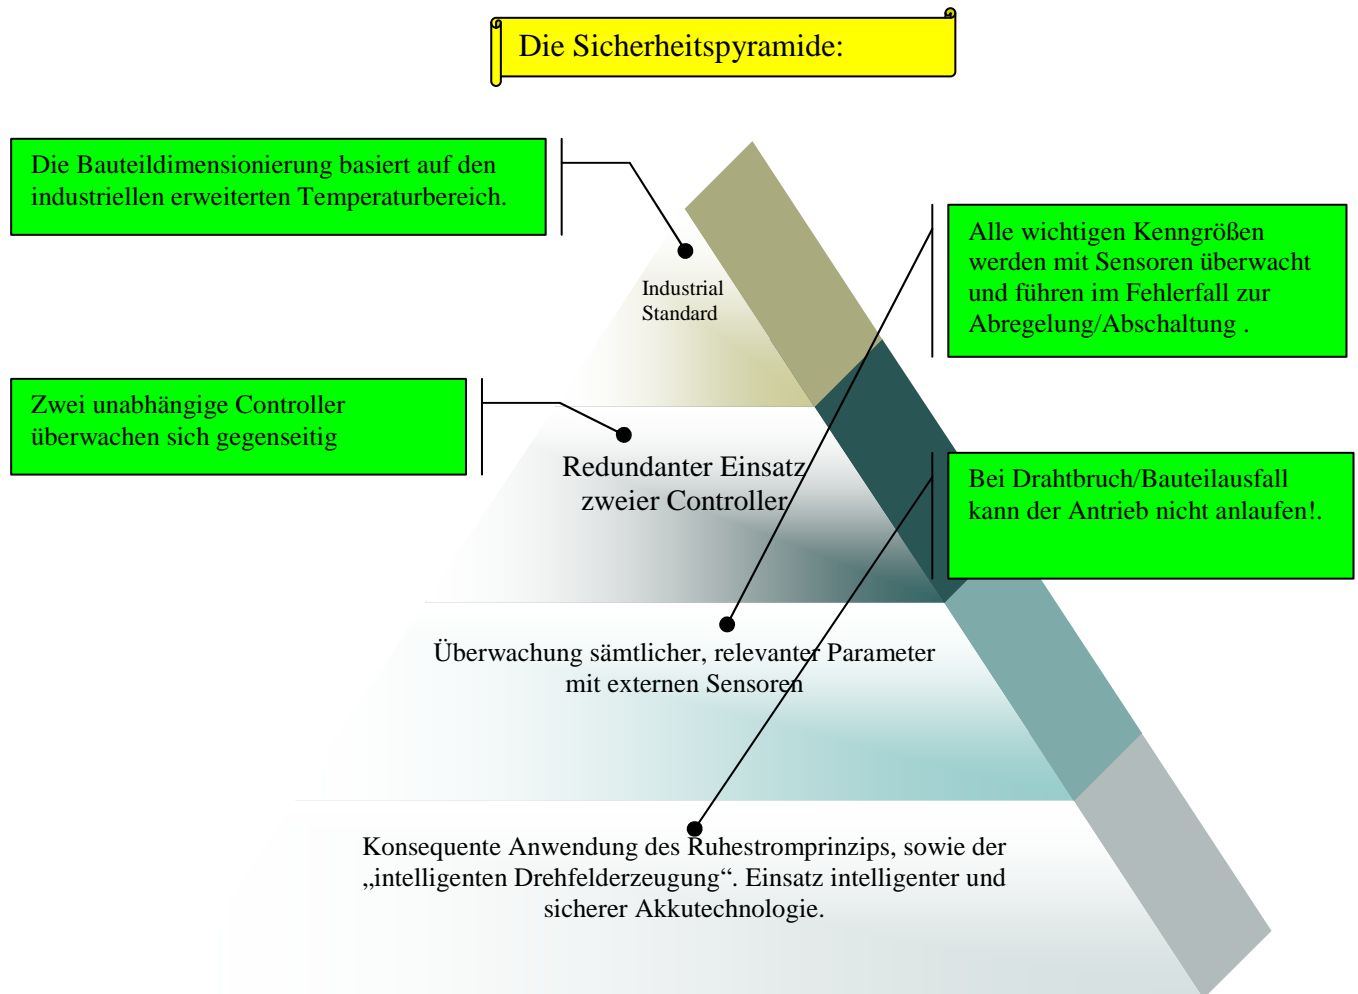 Die Sicherheitspyramide:
Die Bauteildimensionierung basiert auf den
industriellen erweiterten Temperaturbereich.
Alle wichtigen Kenngrößen
werden mit Sensoren überwacht
und führen im Fehlerfall zur
Abregelung/Abschaltung .
Industrial
Standard
Zwei unabhängige Controller
überwachen sich gegenseitig
Redundanter Einsatz
zweier Controller
Bei Drahtbruch/Bauteilausfall
kann der Antrieb nicht anlaufen!.
Überwachung sämtlicher, relevanter Parameter
mit externen Sensoren
Konsequente Anwendung des Ruhestromprinzips, sowie der
„intelligenten Drehfelderzeugung“. Einsatz intelligenter und
sicherer Akkutechnologie.